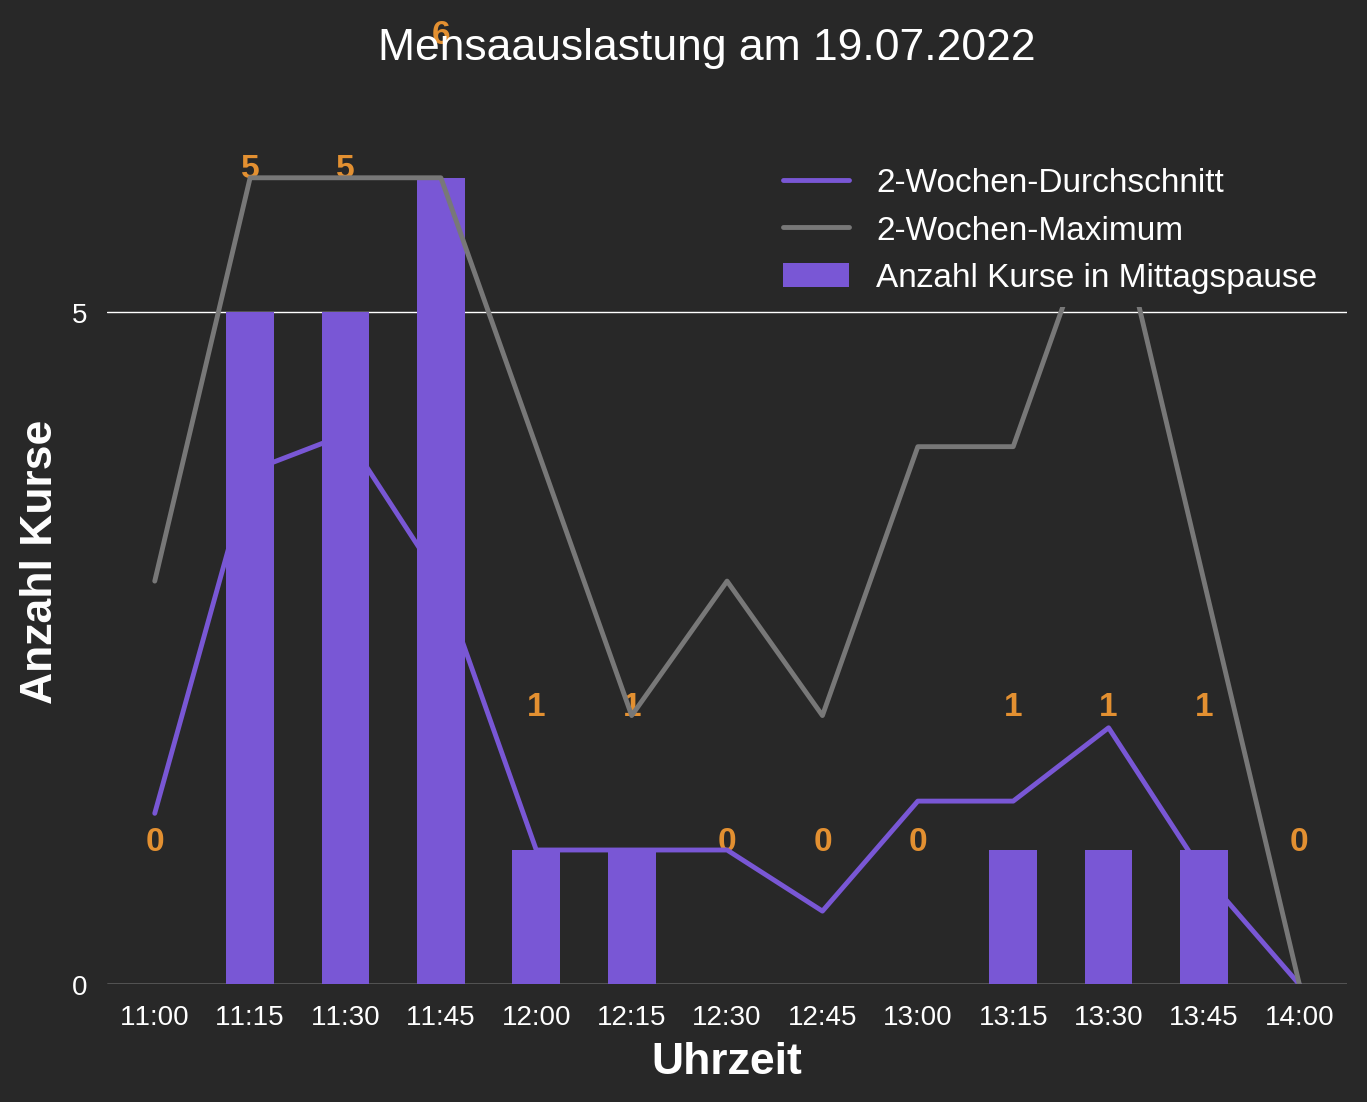 6
Mensaauslastung am 19.07.2022
5 5
2-Wochen-Durchschnitt
2-Wochen-Maximum
Anzahl Kurse in Mittagspause
5
Anzahl Kurse
1 1 1 1 1
0 0 0 0 0
0
11:00 11:15 11:30 11:45 12:00 12:15 12:30 12:45 13:00 13:15 13:30 13:45 14:00
Uhrzeit